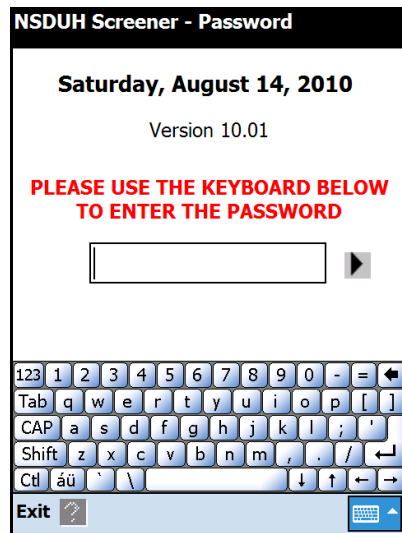 NSDUH Screener - Password
Saturday, August 14, 2010
Version 10.01
PLEASE USE THE KEYBOARD BELOW
TO ENTER THE PASSWORD
123 1 2 3 4 5 6 7 8 9 0 - = ←
Tab q w e r t y u i o p [ ]
CAP a s d f g h j k l ; '
Shift z x c v b n m , . / ↵
Ctl áü ` \ ↓ ↑ ← →
Exit ?